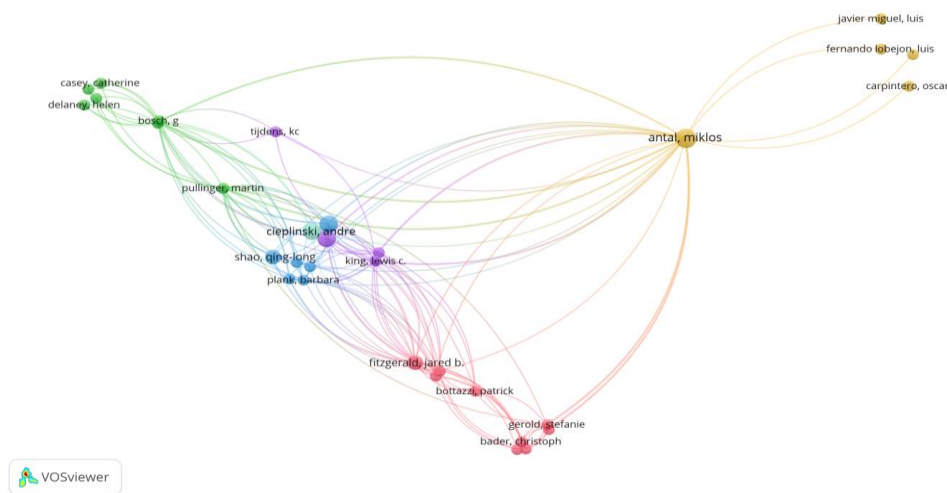 javier miguel, luis
fernando lobejon, luis
carpintero, oscar
casey, catherine
delaney, helen
bosch, g
tijdens, kc
antal, miklos
pullinger, martin
cieplinski, andre
shao, qing-long
king, lewis c.
plank, barbara
fitzgerald, jared b.
bottazzi, patrick
gerold, stefanie
bader, christoph
VOSviewer